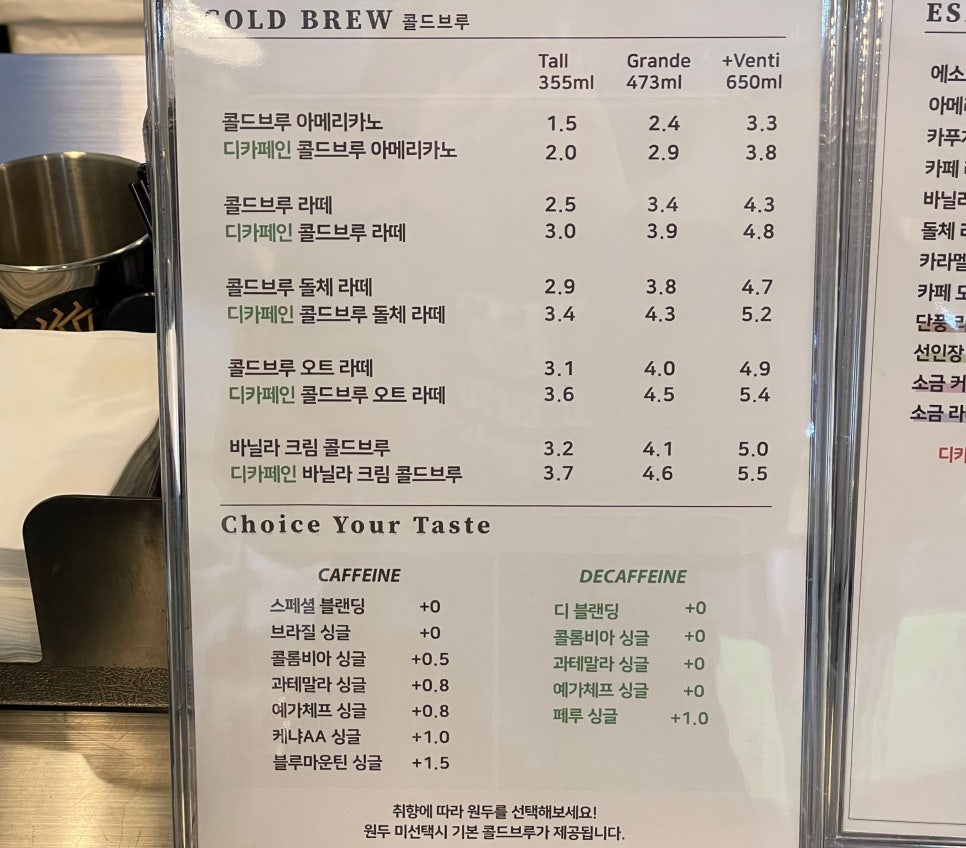 COLD BREW 콜드브루
Tall Grande +Venti
355ml 473ml 650ml
콜드브루 아메리카노 1.5 2.4 3.3
디카페인 콜드브루 아메리카노 2.0 2.9 3.8
콜드브루 라떼 2.5 3.4 4.3
디카페인 콜드브루 라떼 3.0 3.9 4.8
콜드브루 돌체 라떼 2.9 3.8 4.7
디카페인 콜드브루 돌체 라떼 3.4 4.3 5.2
콜드브루 오트 라떼 3.1 4.0 4.9
디카페인 콜드브루 오트 라떼 3.6 4.5 5.4
바닐라 크림 콜드브루 3.2 4.1 5.0
디카페인 바닐라 크림 콜드브루 3.7 4.6 5.5
Choice Your Taste
CAFFEINE
스페셜 블랜딩 +0
브라질 싱글 +0
콜롬비아 싱글 +0.5
과테말라 싱글 +0.8
예가체프 싱글 +0.8
케냐AA 싱글 +1.0
블루마운틴 싱글 +1.5
DECAFFEINE
디 블랜딩 +0
콜롬비아 싱글 +0
과테말라 싱글 +0
예가체프 싱글 +0
페루 싱글 +1.0
취향에 따라 원두를 선택해보세요!
원두 미선택시 기본 콜드브루가 제공됩니다.
카페
돌체
카페
단풍
선인장
소금
소금